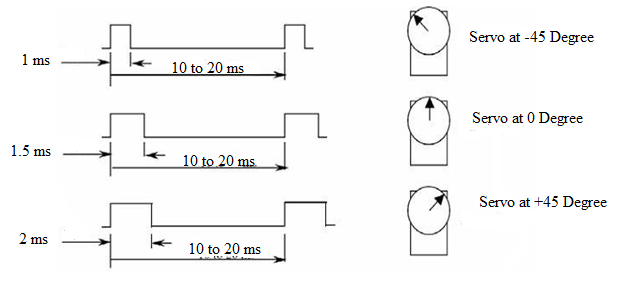 1 ms
10 to 20 ms
Servo at -45 Degree
1.5 ms
10 to 20 ms
Servo at 0 Degree
2 ms
10 to 20 ms
Servo at +45 Degree